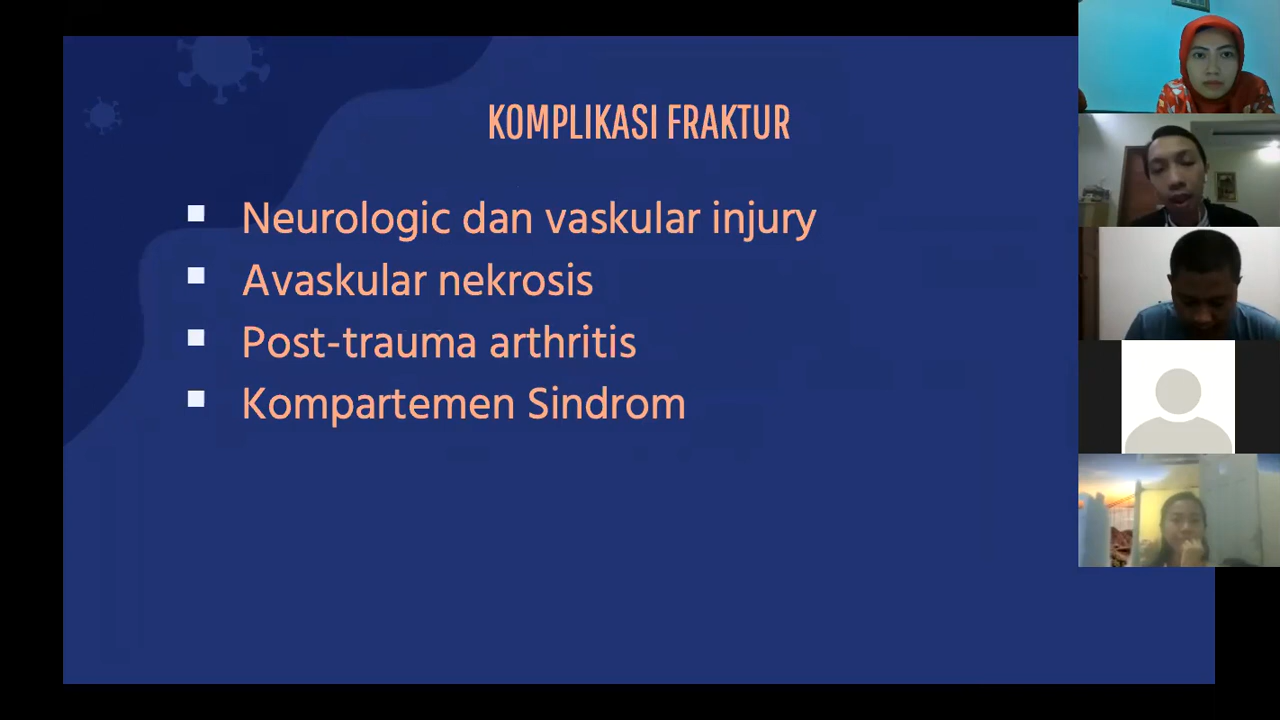 KOMPLIKASI FRAKTUR
Neurologic dan vaskular injury
Avaskular nekrosis
Post-trauma arthritis
Kompartemen Sindrom